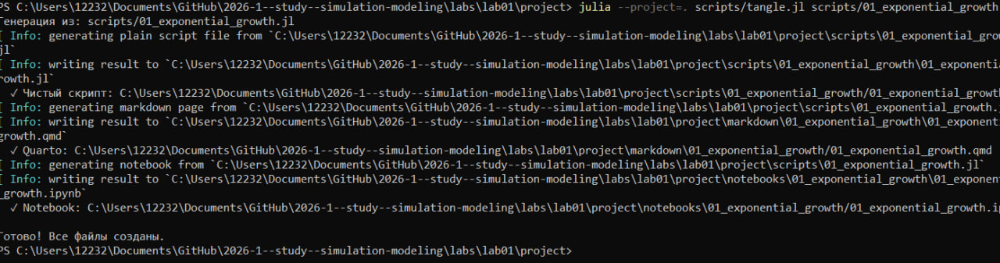 PS C:\Users\12232\Documents\GitHub\2026-1--study--simulation-modeling\labs\lab01\project> julia --project=. scripts/tangle.jl scripts/01_exponential_growth
Генерация из: scripts/01_exponential_growth.jl
[ Info: generating plain script file from `C:\Users\12232\Documents\GitHub\2026-1--study--simulation-modeling\labs\lab01\project\scripts\01_exponential_grow
jl`
[ Info: writing result to `C:\Users\12232\Documents\GitHub\2026-1--study--simulation-modeling\labs\lab01\project\scripts\01_exponential_growth\01_exponentia
rowth.jl`
✓ Чистый скрипт: C:\Users\12232\Documents\GitHub\2026-1--study--simulation-modeling\labs\lab01\project\scripts\01_exponential_growth/01_exponential_growth
[ Info: generating markdown page from `C:\Users\12232\Documents\GitHub\2026-1--study--simulation-modeling\labs\lab01\project\scripts\01_exponential_growth.
[ Info: writing result to `C:\Users\12232\Documents\GitHub\2026-1--study--simulation-modeling\labs\lab01\project\markdown\01_exponential_growth\01_exponenti
growth.qmd`
✓ Quarto: C:\Users\12232\Documents\GitHub\2026-1--study--simulation-modeling\labs\lab01\project\markdown\01_exponential_growth/01_exponential_growth.qmd
[ Info: generating notebook from `C:\Users\12232\Documents\GitHub\2026-1--study--simulation-modeling\labs\lab01\project\scripts\01_exponential_growth.jl`
[ Info: writing result to `C:\Users\12232\Documents\GitHub\2026-1--study--simulation-modeling\labs\lab01\project\notebooks\01_exponential_growth\01_exponent
_growth.ipynb`
✓ Notebook: C:\Users\12232\Documents\GitHub\2026-1--study--simulation-modeling\labs\lab01\project\notebooks\01_exponential_growth/01_exponential_growth.ip
Готово! Все файлы созданы.
PS C:\Users\12232\Documents\GitHub\2026-1--study--simulation-modeling\labs\lab01\project>